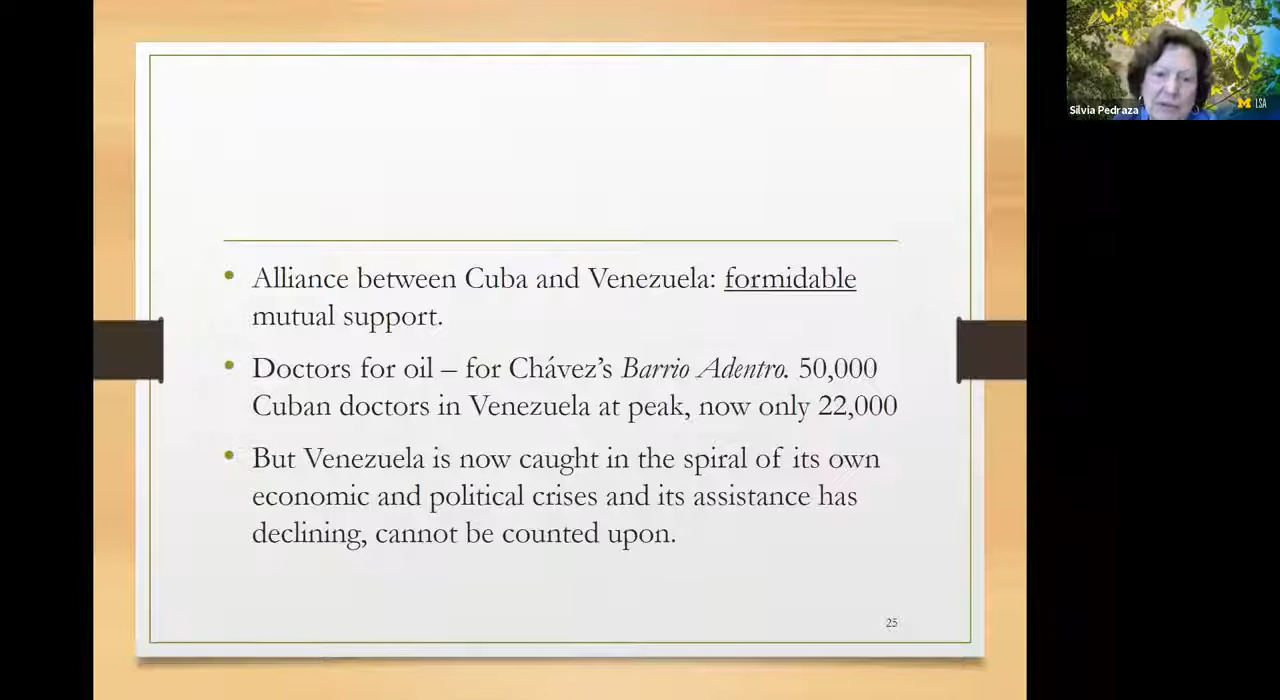 Alliance between Cuba and Venezuela: formidable
mutual support.
Doctors for oil – for Chávez’s Barrio Adentro. 50,000
Cuban doctors in Venezuela at peak, now only 22,000
But Venezuela is now caught in the spiral of its own
economic and political crises and its assistance has
declining, cannot be counted upon.
25
Silvia Pedraza
M LSA